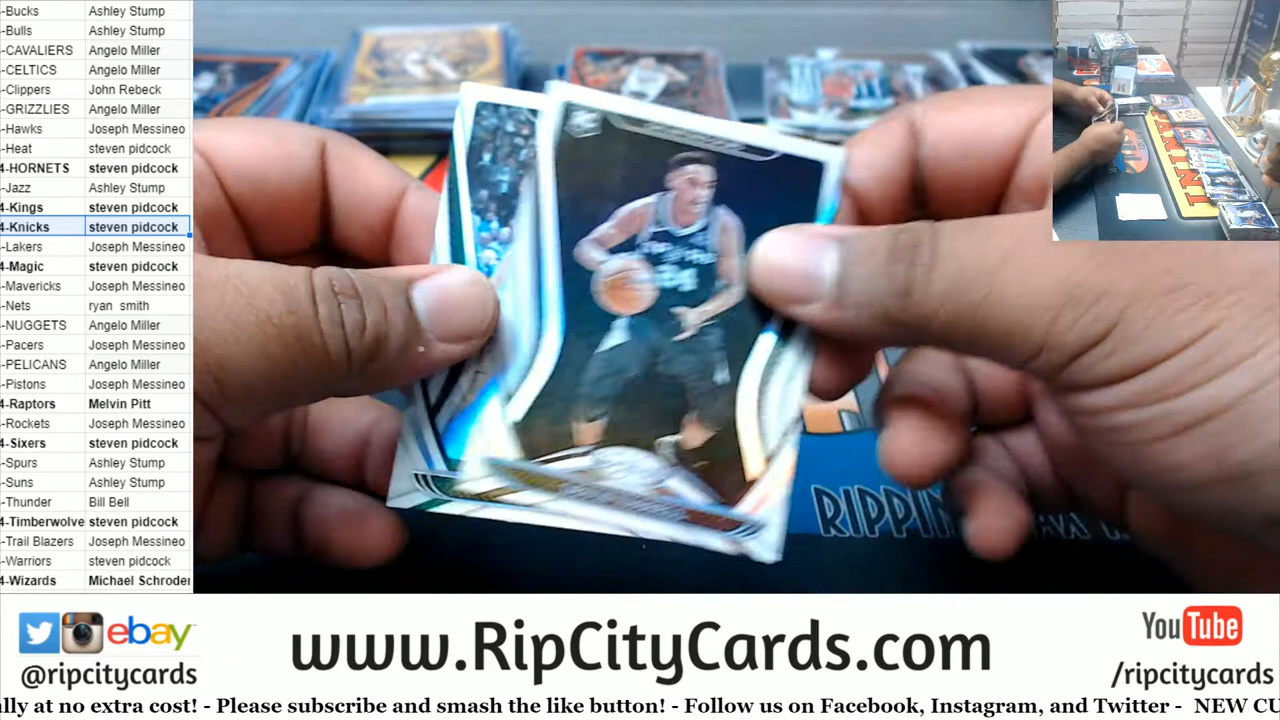 -Bucks Ashley Stump
-Bulls Ashley Stump
-CAVALIERS Angelo Miller
-CELTICS Angelo Miller
-Clippers John Rebeck
-GRIZZLIES Angelo Miller
-Hawks Joseph Messineo
-Heat steven pidcock
4-HORNETS steven pidcock
-Jazz Ashley Stump
4-Kings steven pidcock
4-Knicks steven pidcock
-Lakers Joseph Messineo
4-Magic steven pidcock
-Mavericks Joseph Messineo
-Nets ryan smith
-NUGGETS Angelo Miller
-Pacers Joseph Messineo
-PELICANS Angelo Miller
-Pistons Joseph Messineo
4-Raptors Melvin Pitt
-Rockets Joseph Messineo
4-Sixers steven pidcock
-Spurs Ashley Stump
-Suns Ashley Stump
-Thunder Bill Bell
4-Timberwolve steven pidcock
-Trail Blazers Joseph Messineo
-Warriors steven pidcock
4-Wizards Michael Schroder
24
RIPPIN
ebay
@ripcitycards
www.RipCityCards.com
YouTube
/ripcitycards
ally at no extra cost! - Please subscribe and smash the like button! - Follow us on Facebook, Instagram, and Twitter - NEW CU